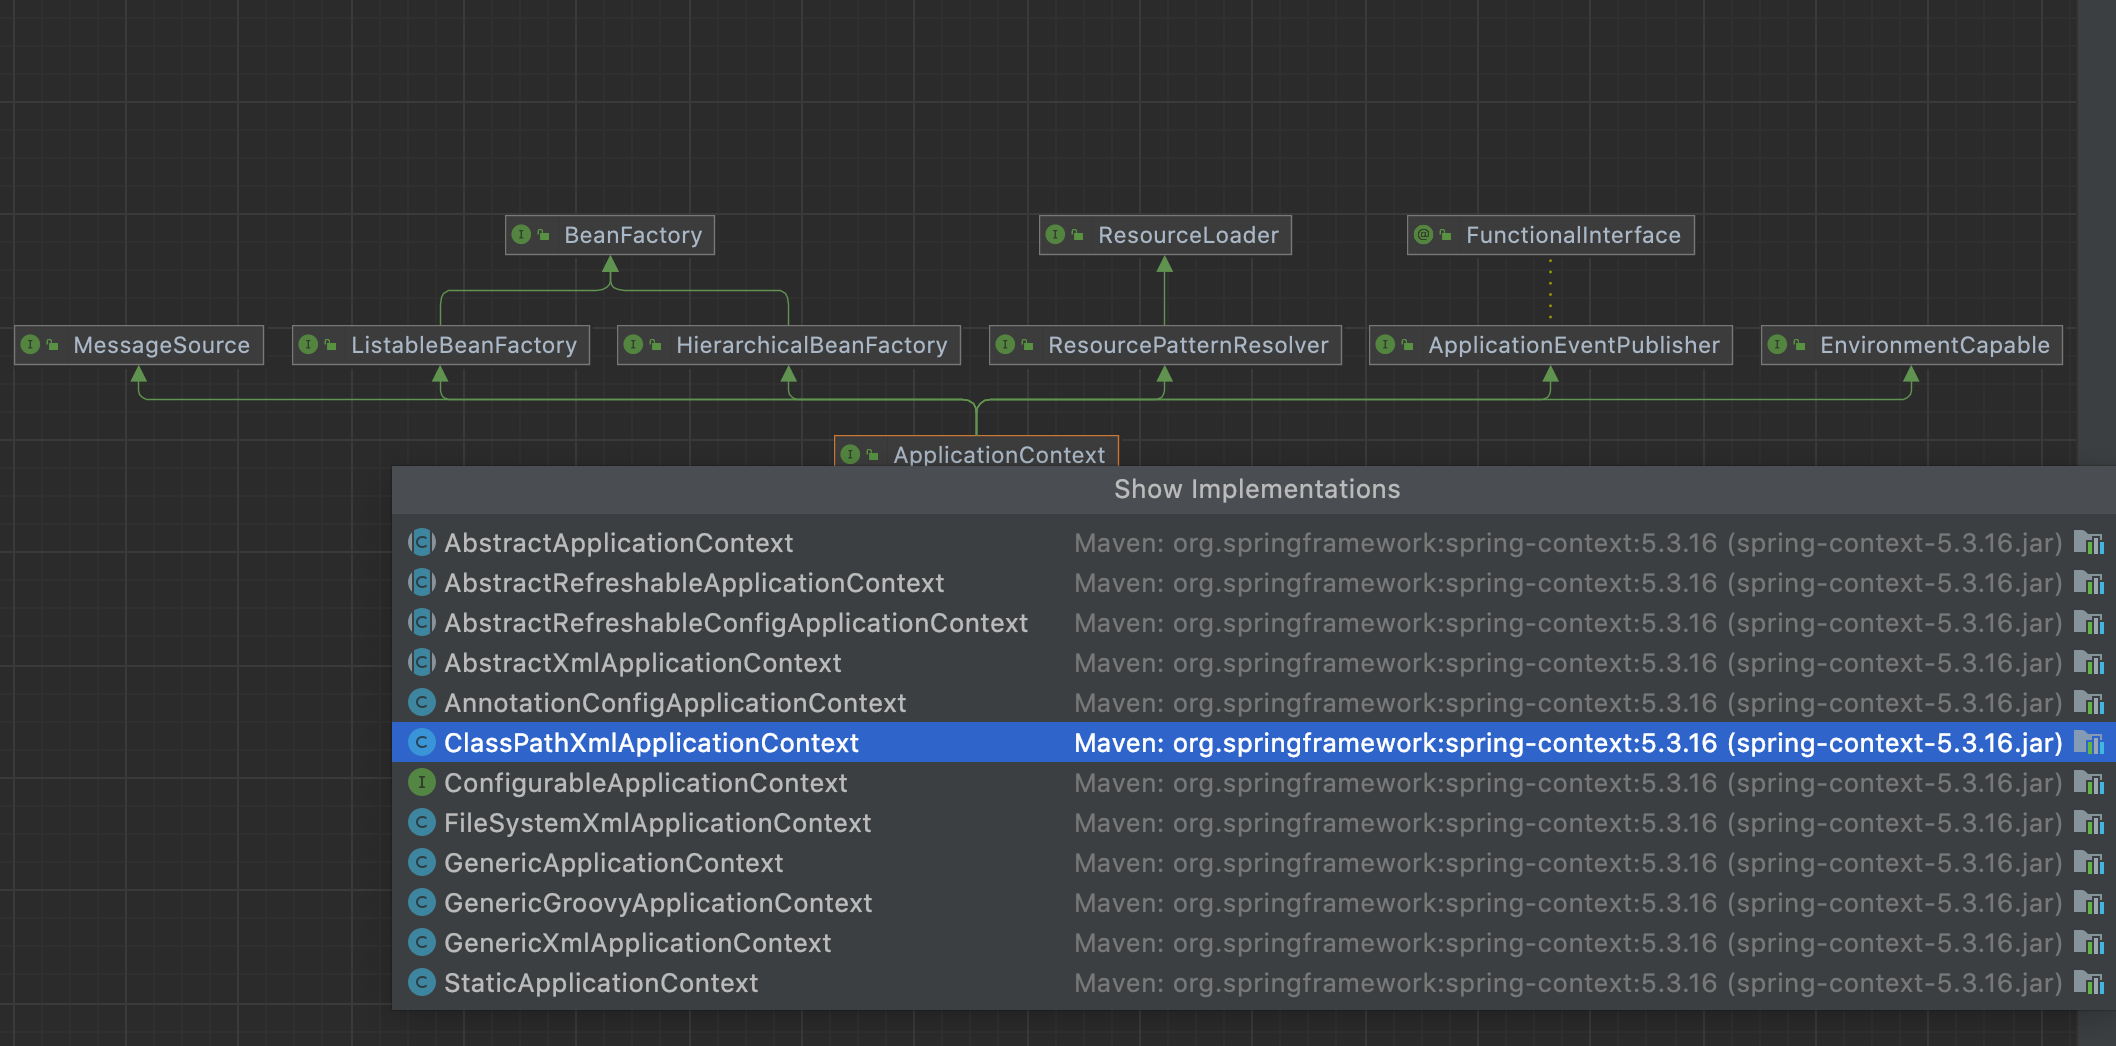 BeanFactory ResourceLoader FunctionalInterface
MessageSource ListableBeanFactory HierarchicalBeanFactory ResourcePatternResolver ApplicationEventPublisher EnvironmentCapable
ApplicationContext
Show Implementations
AbstractApplicationContext Maven: org.springframework:spring-context:5.3.16 (spring-context-5.3.16.jar)
AbstractRefreshableApplicationContext Maven: org.springframework:spring-context:5.3.16 (spring-context-5.3.16.jar)
AbstractRefreshableConfigApplicationContext Maven: org.springframework:spring-context:5.3.16 (spring-context-5.3.16.jar)
AbstractXmlApplicationContext Maven: org.springframework:spring-context:5.3.16 (spring-context-5.3.16.jar)
AnnotationConfigApplicationContext Maven: org.springframework:spring-context:5.3.16 (spring-context-5.3.16.jar)
ClassPathXmlApplicationContext Maven: org.springframework:spring-context:5.3.16 (spring-context-5.3.16.jar)
ConfigurableApplicationContext Maven: org.springframework:spring-context:5.3.16 (spring-context-5.3.16.jar)
FileSystemXmlApplicationContext Maven: org.springframework:spring-context:5.3.16 (spring-context-5.3.16.jar)
GenericApplicationContext Maven: org.springframework:spring-context:5.3.16 (spring-context-5.3.16.jar)
GenericGroovyApplicationContext Maven: org.springframework:spring-context:5.3.16 (spring-context-5.3.16.jar)
GenericXmlApplicationContext Maven: org.springframework:spring-context:5.3.16 (spring-context-5.3.16.jar)
StaticApplicationContext Maven: org.springframework:spring-context:5.3.16 (spring-context-5.3.16.jar)